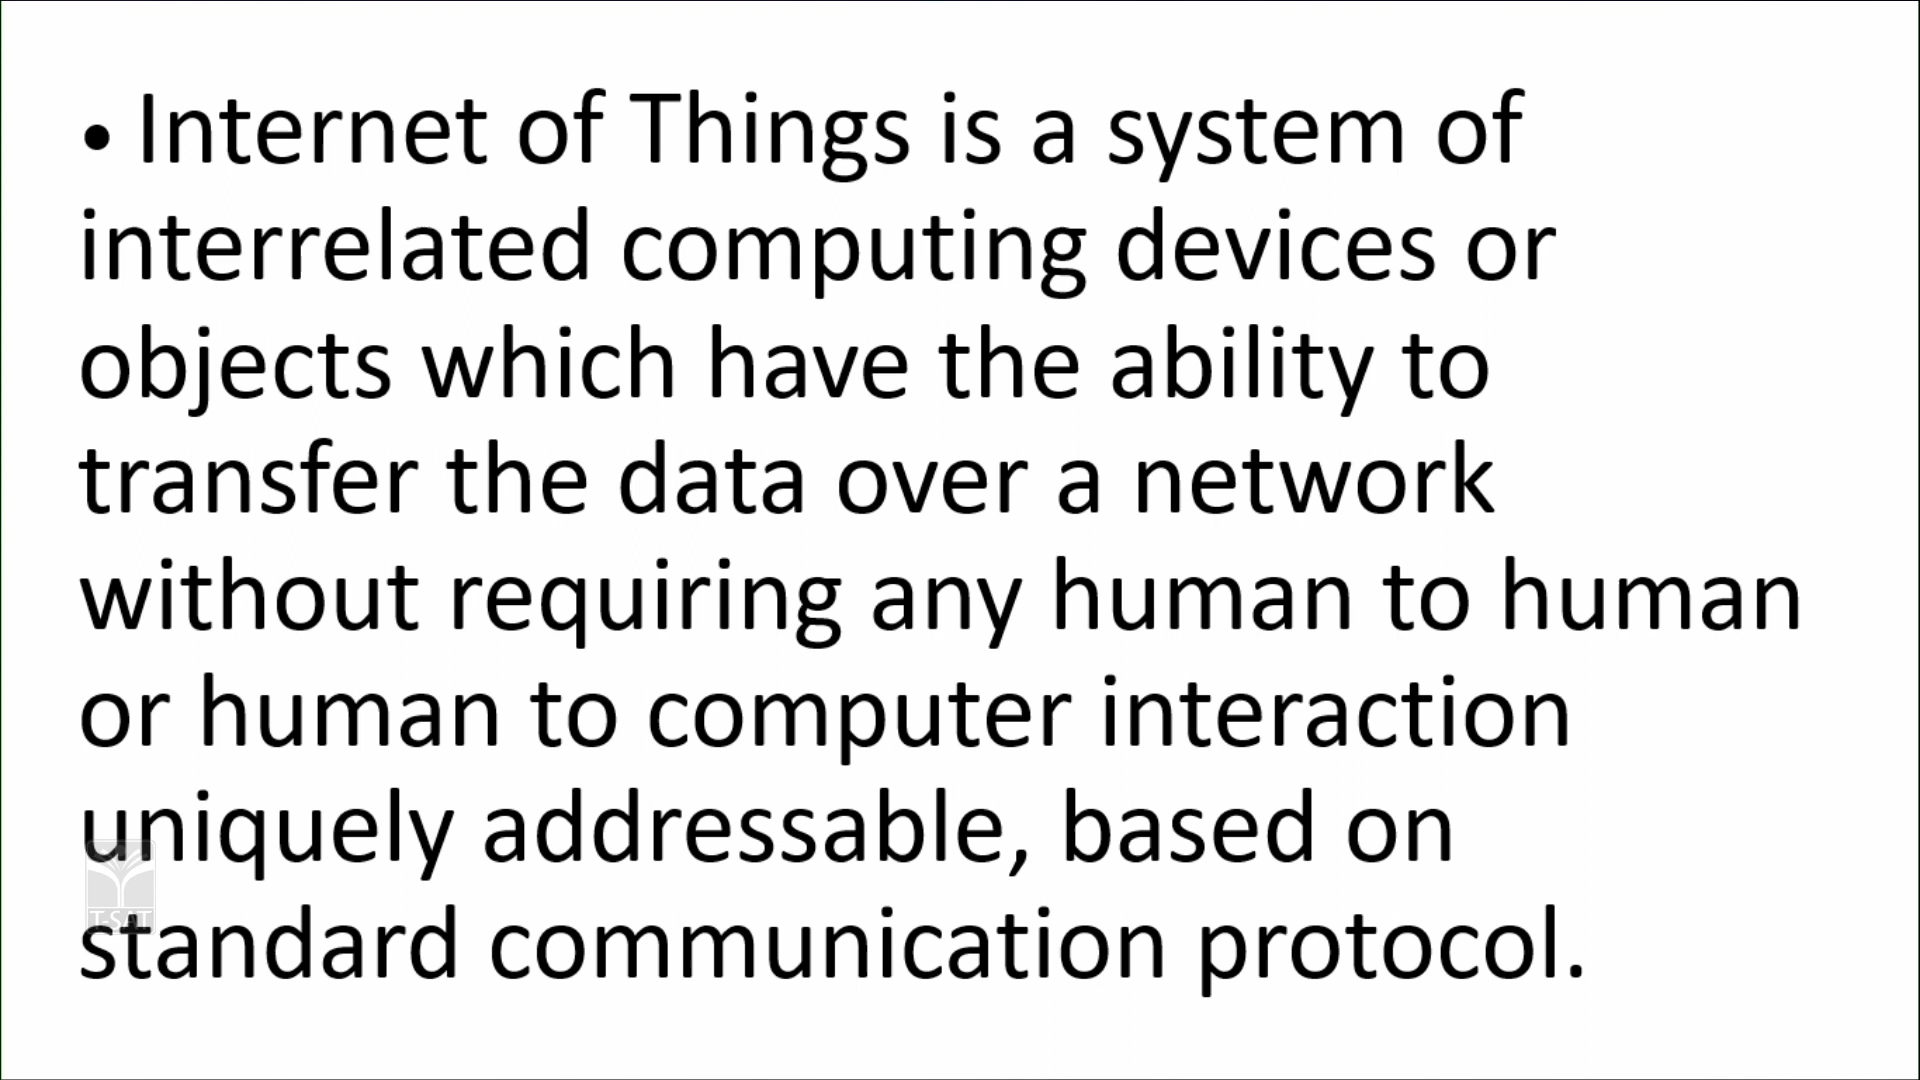 • Internet of Things is a system of
interrelated computing devices or
objects which have the ability to
transfer the data over a network
without requiring any human to human
or human to computer interaction
uniquely addressable, based on
T-SAT
standard communication protocol.